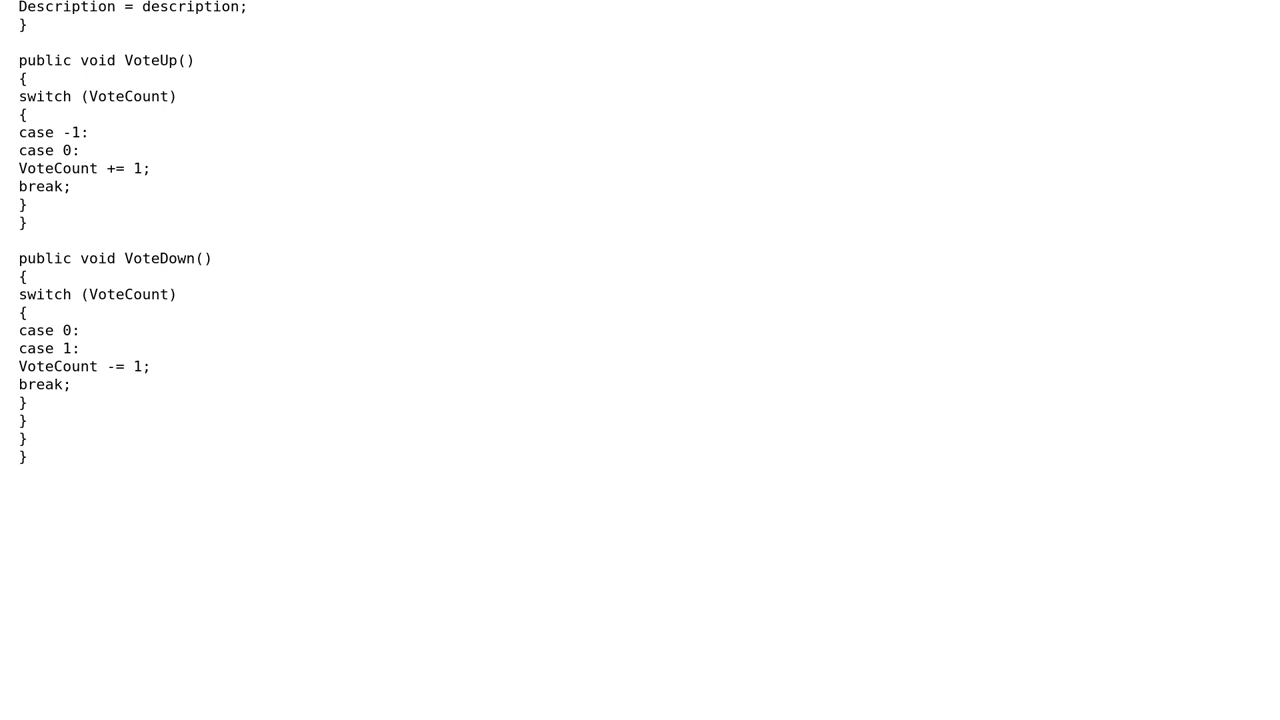 Description = description;
}

public void VoteUp()
{
switch (VoteCount)
{
case -1:
case 0:
VoteCount += 1;
break;
}
}

public void VoteDown()
{
switch (VoteCount)
{
case 0:
case 1:
VoteCount -= 1;
break;
}
}
}
}